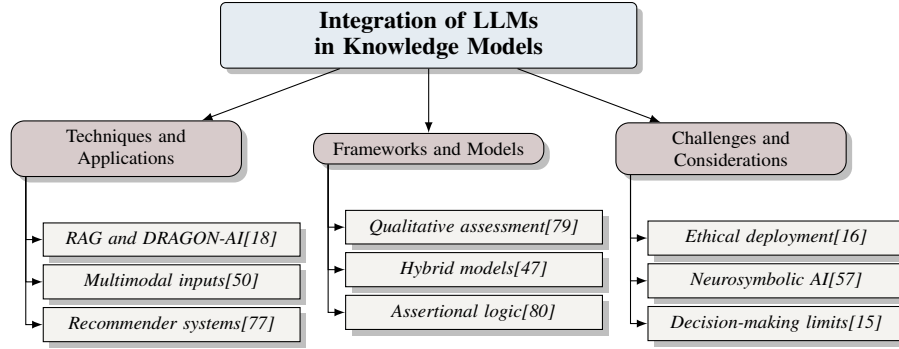 Integration of LLMs
in Knowledge Models
Techniques and
Applications
RAG and DRAGON-AI[18]
Multimodal inputs[50]
Recommender systems[77]
Frameworks and Models
Qualitative assessment[79]
Hybrid models[47]
Assertional logic[80]
Challenges and
Considerations
Ethical deployment[16]
Neurosymbolic AI[57]
Decision-making limits[15]